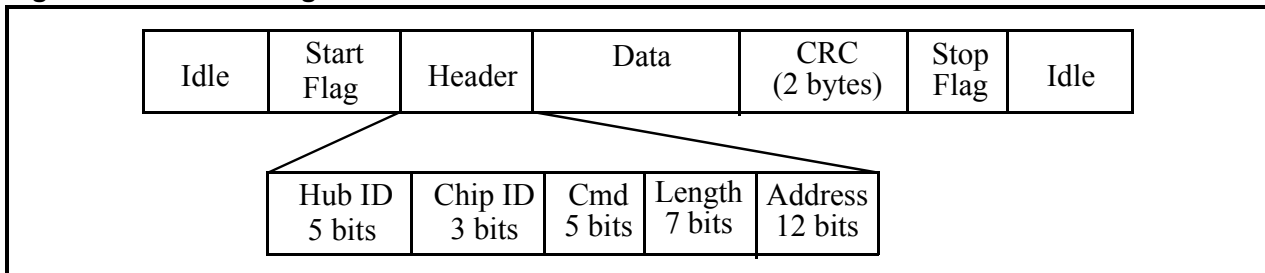 Idle
Start
Flag
Header
Data
CRC
(2 bytes)
Stop
Flag
Idle
Hub ID
5 bits
Chip ID
3 bits
Cmd
5 bits
Length
7 bits
Address
12 bits